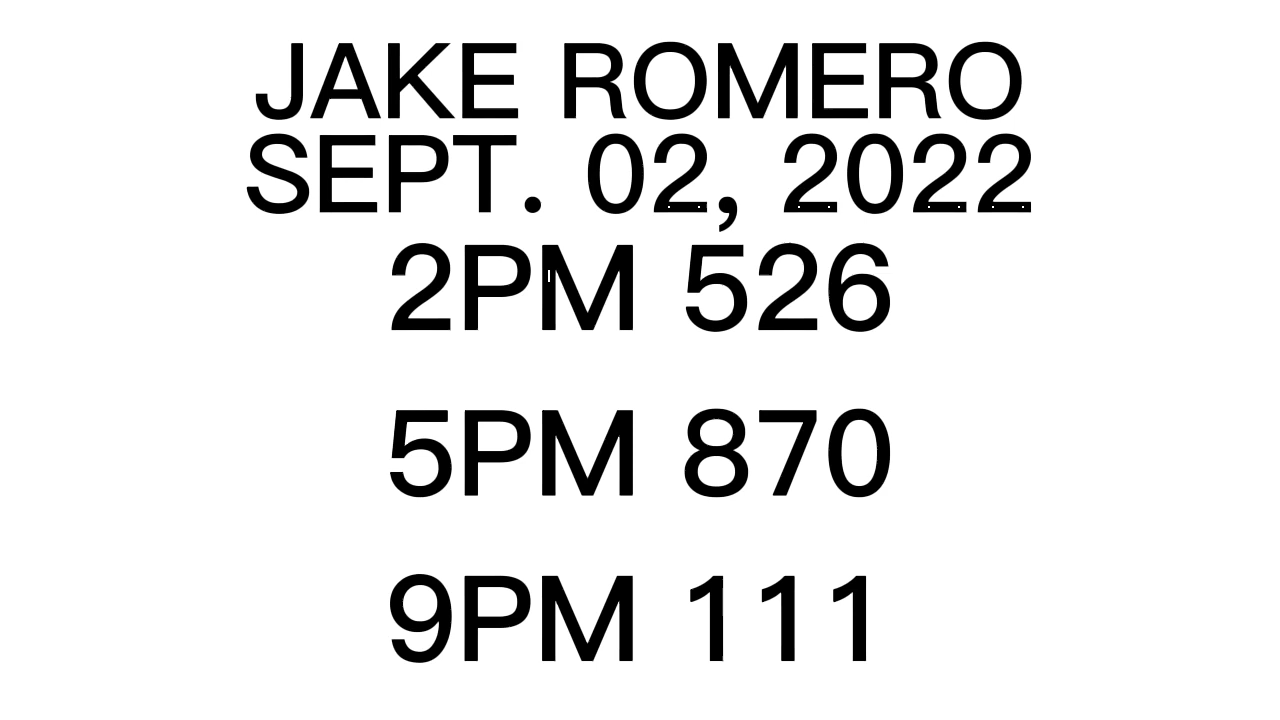 JAKE ROMERO
SEPT. 02, 2022
2PM 526
5PM 870
9PM 111